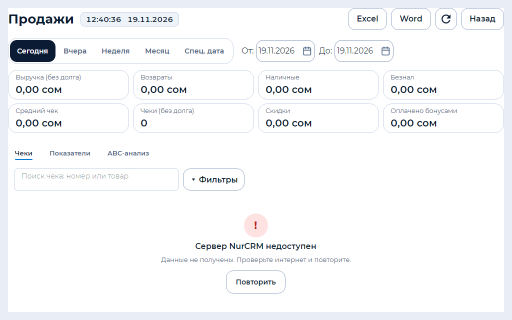 Продажи 12:40:36 19.11.2026 Excel Word Назад
Сегодня Вчера Неделя Месяц Спец. дата От: 19.11.2026 До: 19.11.2026
Выручка (без долга) Возвраты Наличные Безнал
0,00 сом 0,00 сом 0,00 сом 0,00 сом
Средний чек Чеки (без долга) Скидки Оплачено бонусами
0,00 сом 0 0,00 сом 0,00 сом
Чеки Показатели ABC-анализ
Поиск чека: номер или товар Фильтры
!
Сервер NurCRM недоступен
Данные не получены. Проверьте интернет и повторите.
Повторить